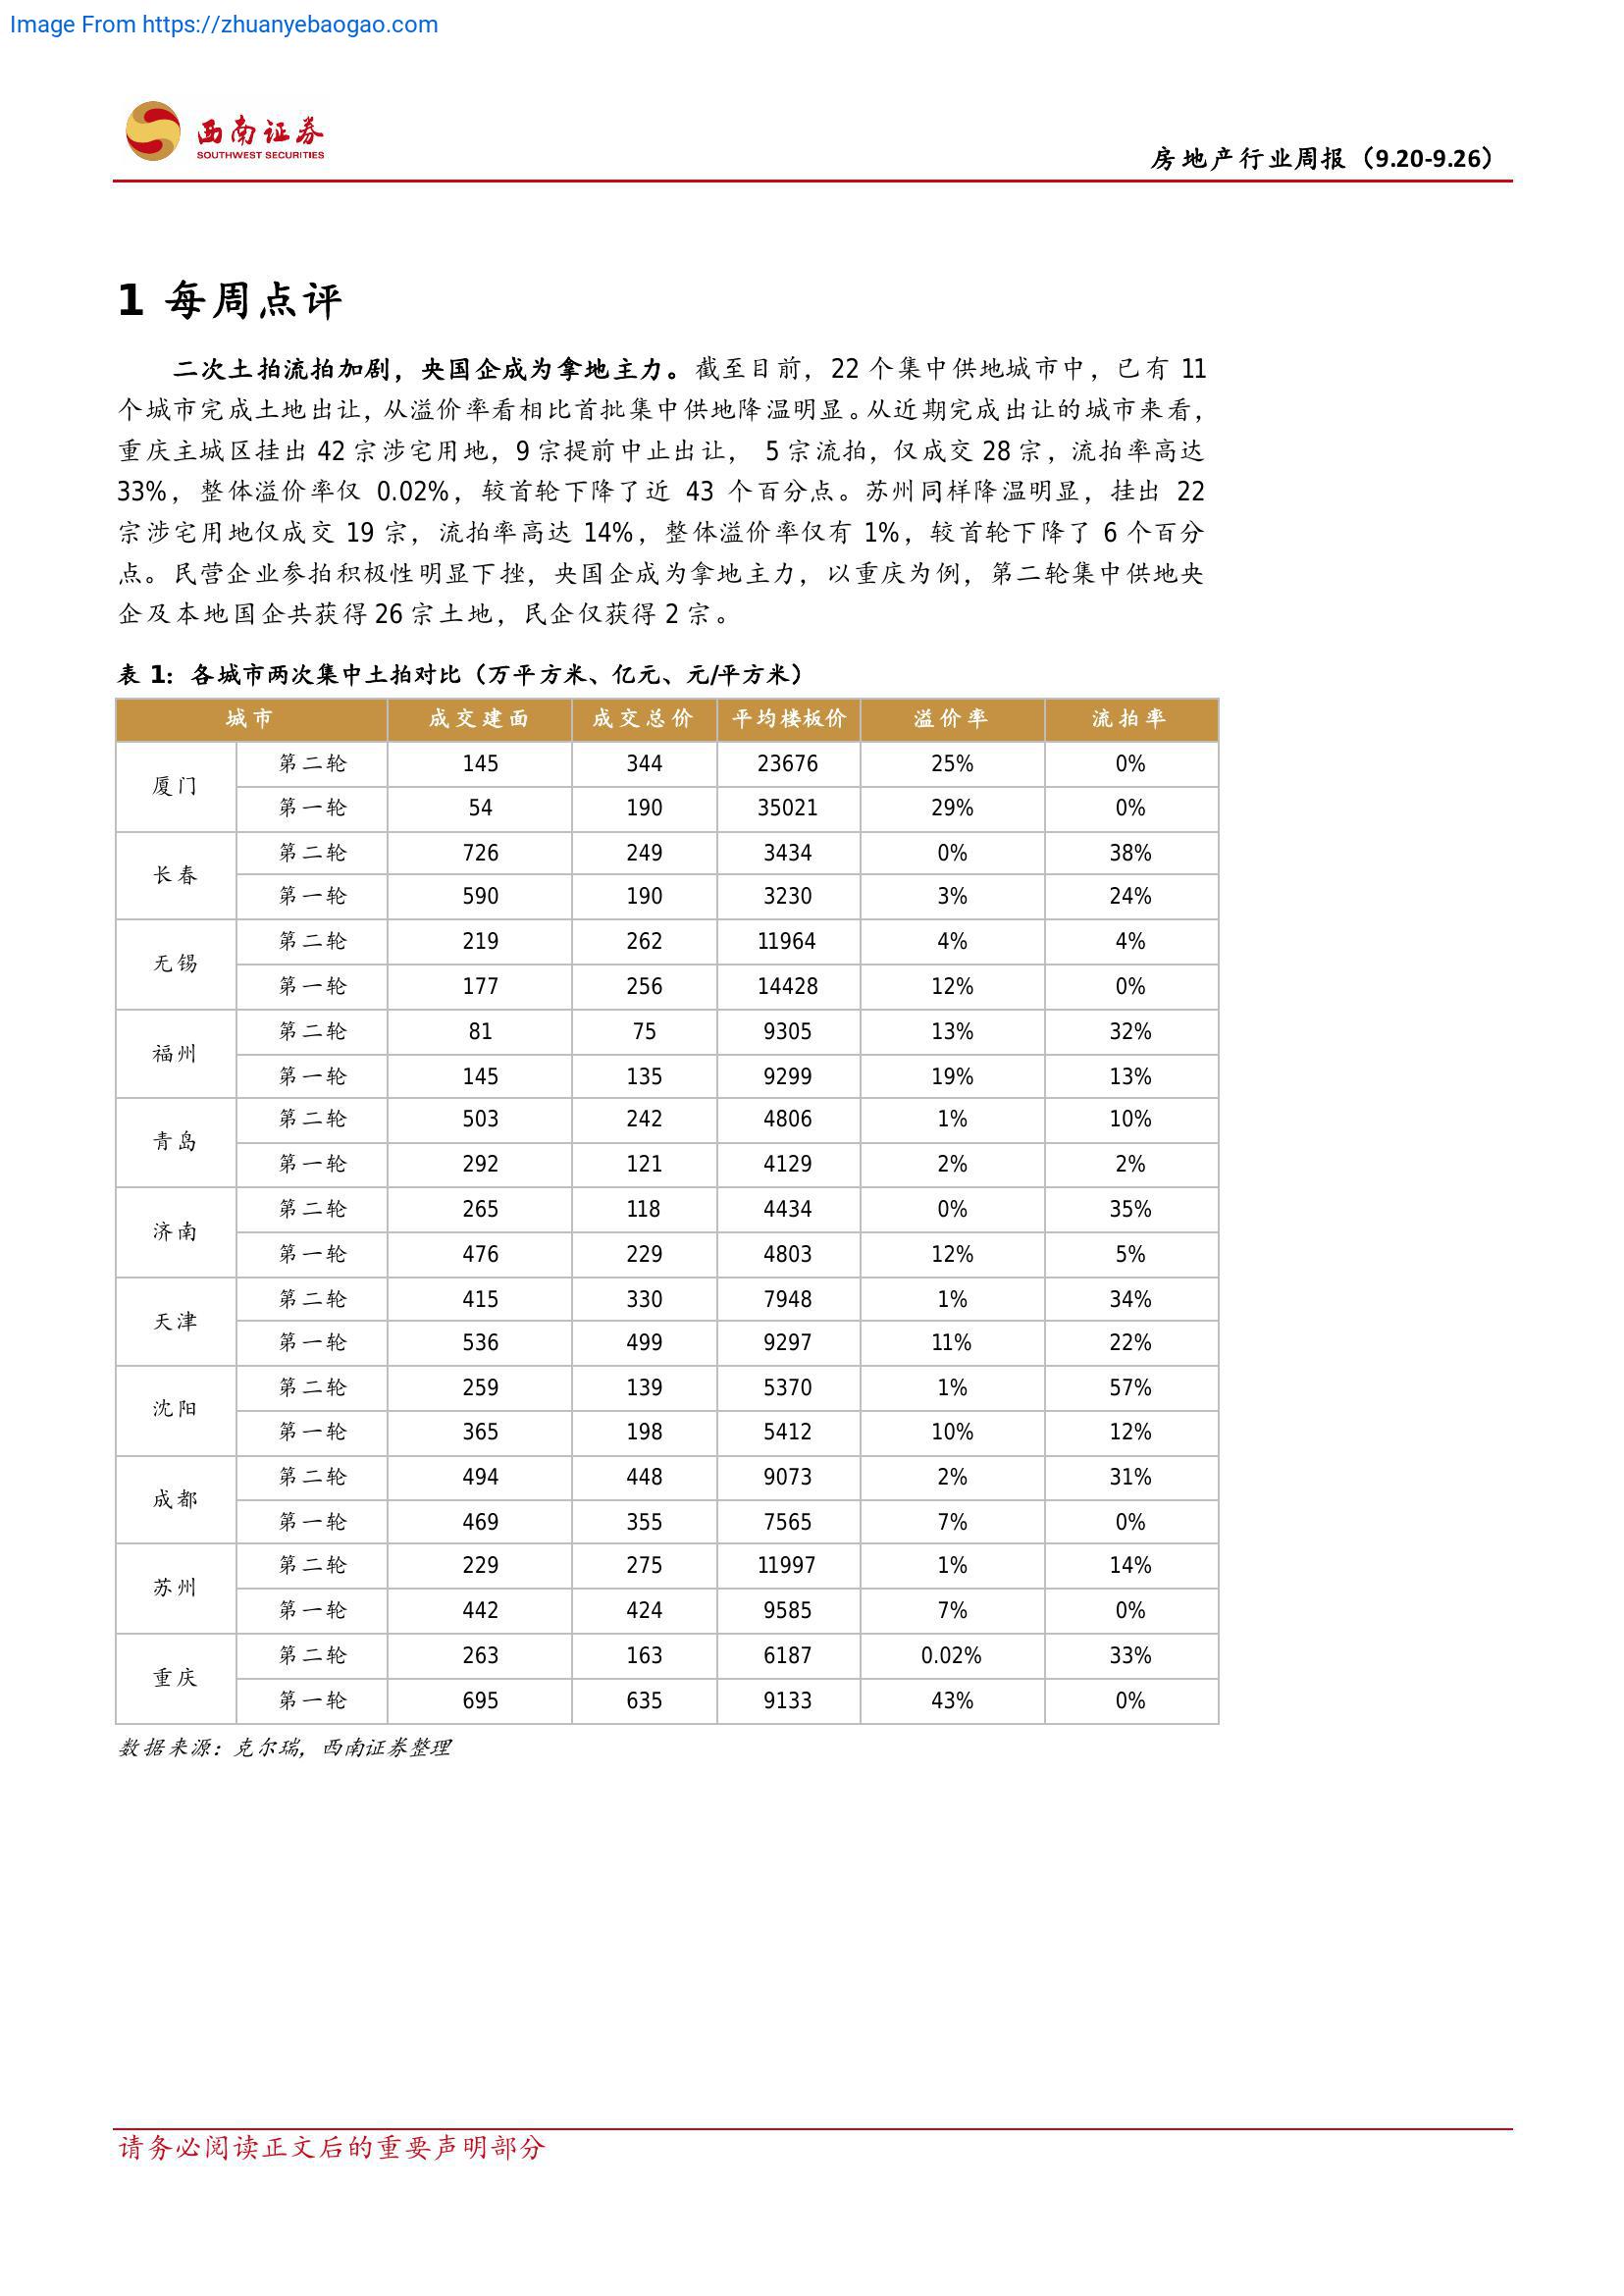 Image From https://zhuanyebaogao.com
西南证券
SOUTHWEST SECURITIES
房地产行业周报（9.20-9.26）
1 每周点评
二次土拍流拍加剧，央国企成为拿地主力。截至目前，22 个集中供地城市中，已有 11
个城市完成土地出让，从溢价率看相比首批集中供地降温明显。从近期完成出让的城市来看，
重庆主城区挂出 42 宗涉宅用地，9 宗提前中止出让， 5 宗流拍，仅成交 28 宗，流拍率高达
33%，整体溢价率仅 0.02%，较首轮下降了近 43 个百分点。苏州同样降温明显，挂出 22
宗涉宅用地仅成交 19 宗，流拍率高达 14%，整体溢价率仅有 1%，较首轮下降了 6 个百分
点。民营企业参拍积极性明显下挫，央国企成为拿地主力，以重庆为例，第二轮集中供地央
企及本地国企共获得 26 宗土地，民企仅获得 2 宗。
表 1：各城市两次集中土拍对比（万平方米、亿元、元/平方米）
城市 成交建面 成交总价 平均楼板价 溢价率 流拍率
厦门 第二轮 145 344 23676 25% 0%
第一轮 54 190 35021 29% 0%
长春 第二轮 726 249 3434 0% 38%
第一轮 590 190 3230 3% 24%
无锡 第二轮 219 262 11964 4% 4%
第一轮 177 256 14428 12% 0%
福州 第二轮 81 75 9305 13% 32%
第一轮 145 135 9299 19% 13%
青岛 第二轮 503 242 4806 1% 10%
第一轮 292 121 4129 2% 2%
济南 第二轮 265 118 4434 0% 35%
第一轮 476 229 4803 12% 5%
天津 第二轮 415 330 7948 1% 34%
第一轮 536 499 9297 11% 22%
沈阳 第二轮 259 139 5370 1% 57%
第一轮 365 198 5412 10% 12%
成都 第二轮 494 448 9073 2% 31%
第一轮 469 355 7565 7% 0%
苏州 第二轮 229 275 11997 1% 14%
第一轮 442 424 9585 7% 0%
重庆 第二轮 263 163 6187 0.02% 33%
第一轮 695 635 9133 43% 0%
数据来源：克尔瑞，西南证券整理
请务必阅读正文后的重要声明部分